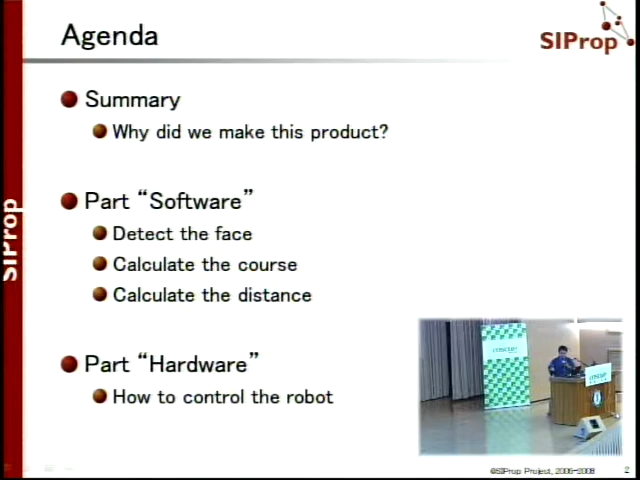 Agenda
SIProp
Summary
Why did we make this product?
Part “Software”
Detect the face
Calculate the course
Calculate the distance
Part “Hardware”
How to control the robot
SIProp
©SIProp Project, 2006-2008
2